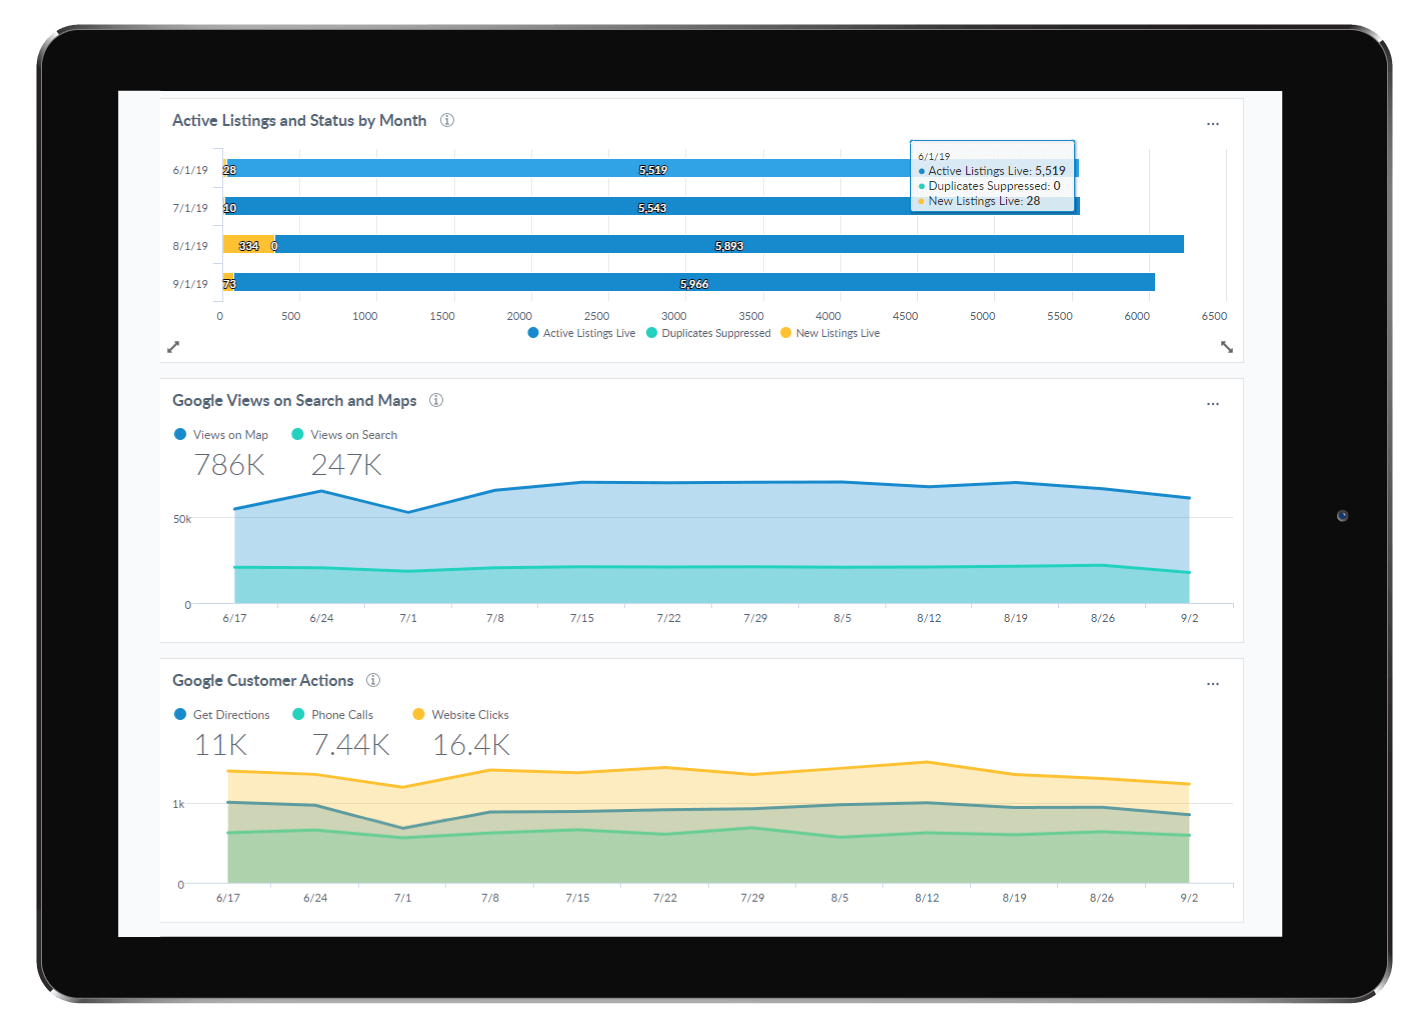 Active Listings and Status by Month
...
6/1/19 28 5,519
6/1/19
Active Listings Live: 5,519
Duplicates Suppressed: 0
New Listings Live: 28
7/1/19 10 5,543
8/1/19 334 0 5,893
9/1/19 73 5,966
0 500 1000 1500 2000 2500 3000 3500 4000 4500 5000 5500 6000 6500
Active Listings Live Duplicates Suppressed New Listings Live
Google Views on Search and Maps
...
Views on Map Views on Search
786K 247K
50k
0
6/17 6/24 7/1 7/8 7/15 7/22 7/29 8/5 8/12 8/19 8/26 9/2
Google Customer Actions
...
Get Directions Phone Calls Website Clicks
11K 7.44K 16.4K
1k
0
6/17 6/24 7/1 7/8 7/15 7/22 7/29 8/5 8/12 8/19 8/26 9/2